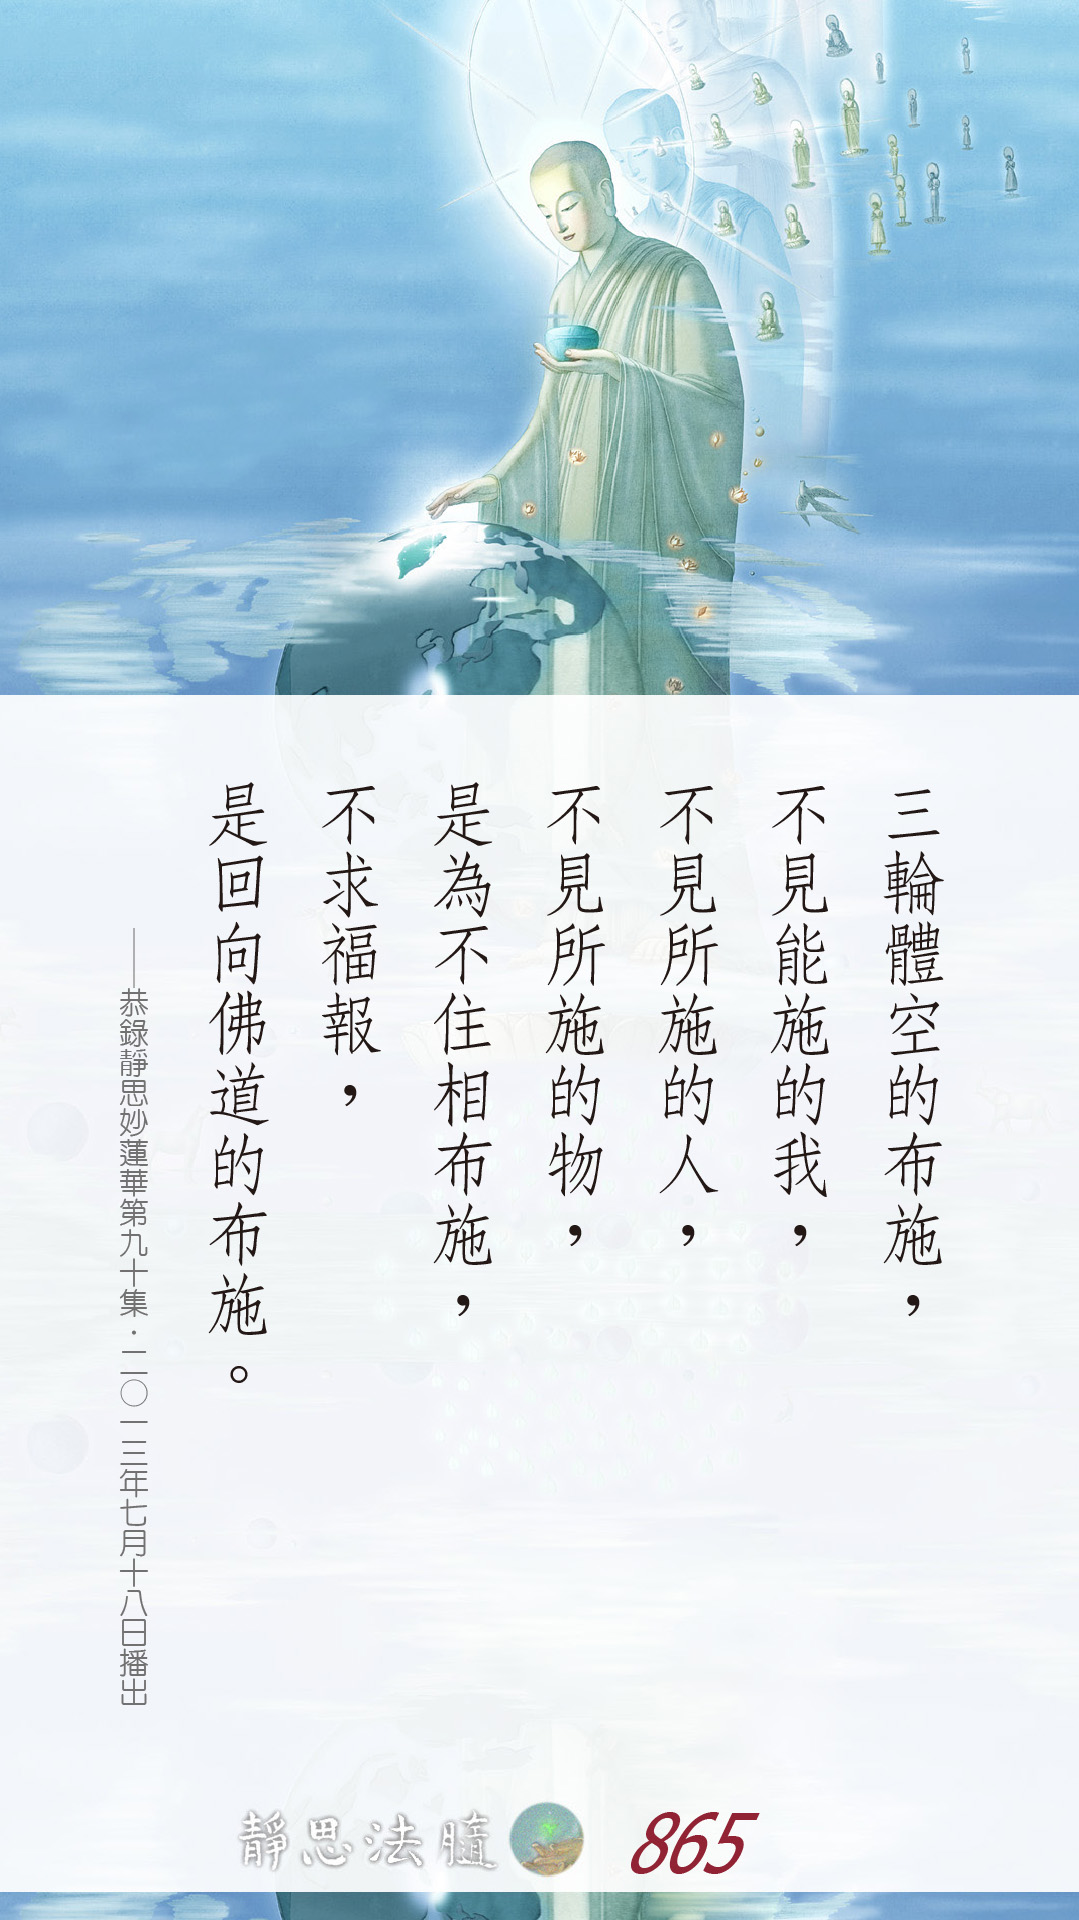 三輪體空的布施，
不見能施的我，
不見所施的人，
不見所施的物，
是為不住相布施，
不求福報，
是回向佛道的布施。
——恭錄靜思妙蓮華第九十集·二〇一三年七月十八日播出
靜思法髓
865